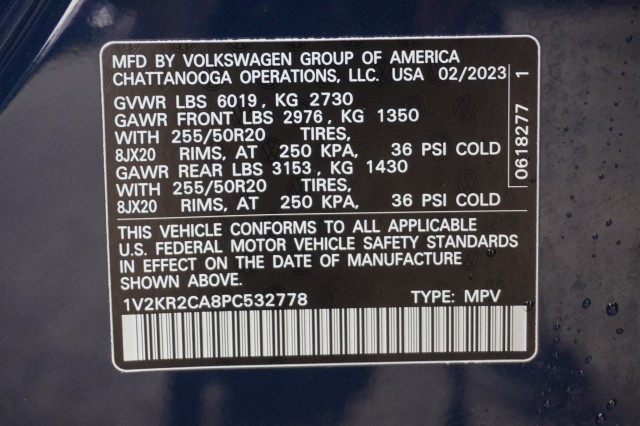 MFD BY VOLKSWAGEN GROUP OF AMERICA
CHATTANOOGA OPERATIONS, LLC. USA 02/2023
GVWR LBS 6019, KG 2730
GAWR FRONT LBS 2976, KG 1350
WITH 255/50R20 TIRES,
8JX20 RIMS, AT 250 KPA, 36 PSI COLD
GAWR REAR LBS 3153, KG 1430
WITH 255/50R20 TIRES,
8JX20 RIMS, AT 250 KPA, 36 PSI COLD
0618277 1
THIS VEHICLE CONFORMS TO ALL APPLICABLE
U.S. FEDERAL MOTOR VEHICLE SAFETY STANDARDS
IN EFFECT ON THE DATE OF MANUFACTURE
SHOWN ABOVE.
1V2KR2CA8PC532778 TYPE: MPV